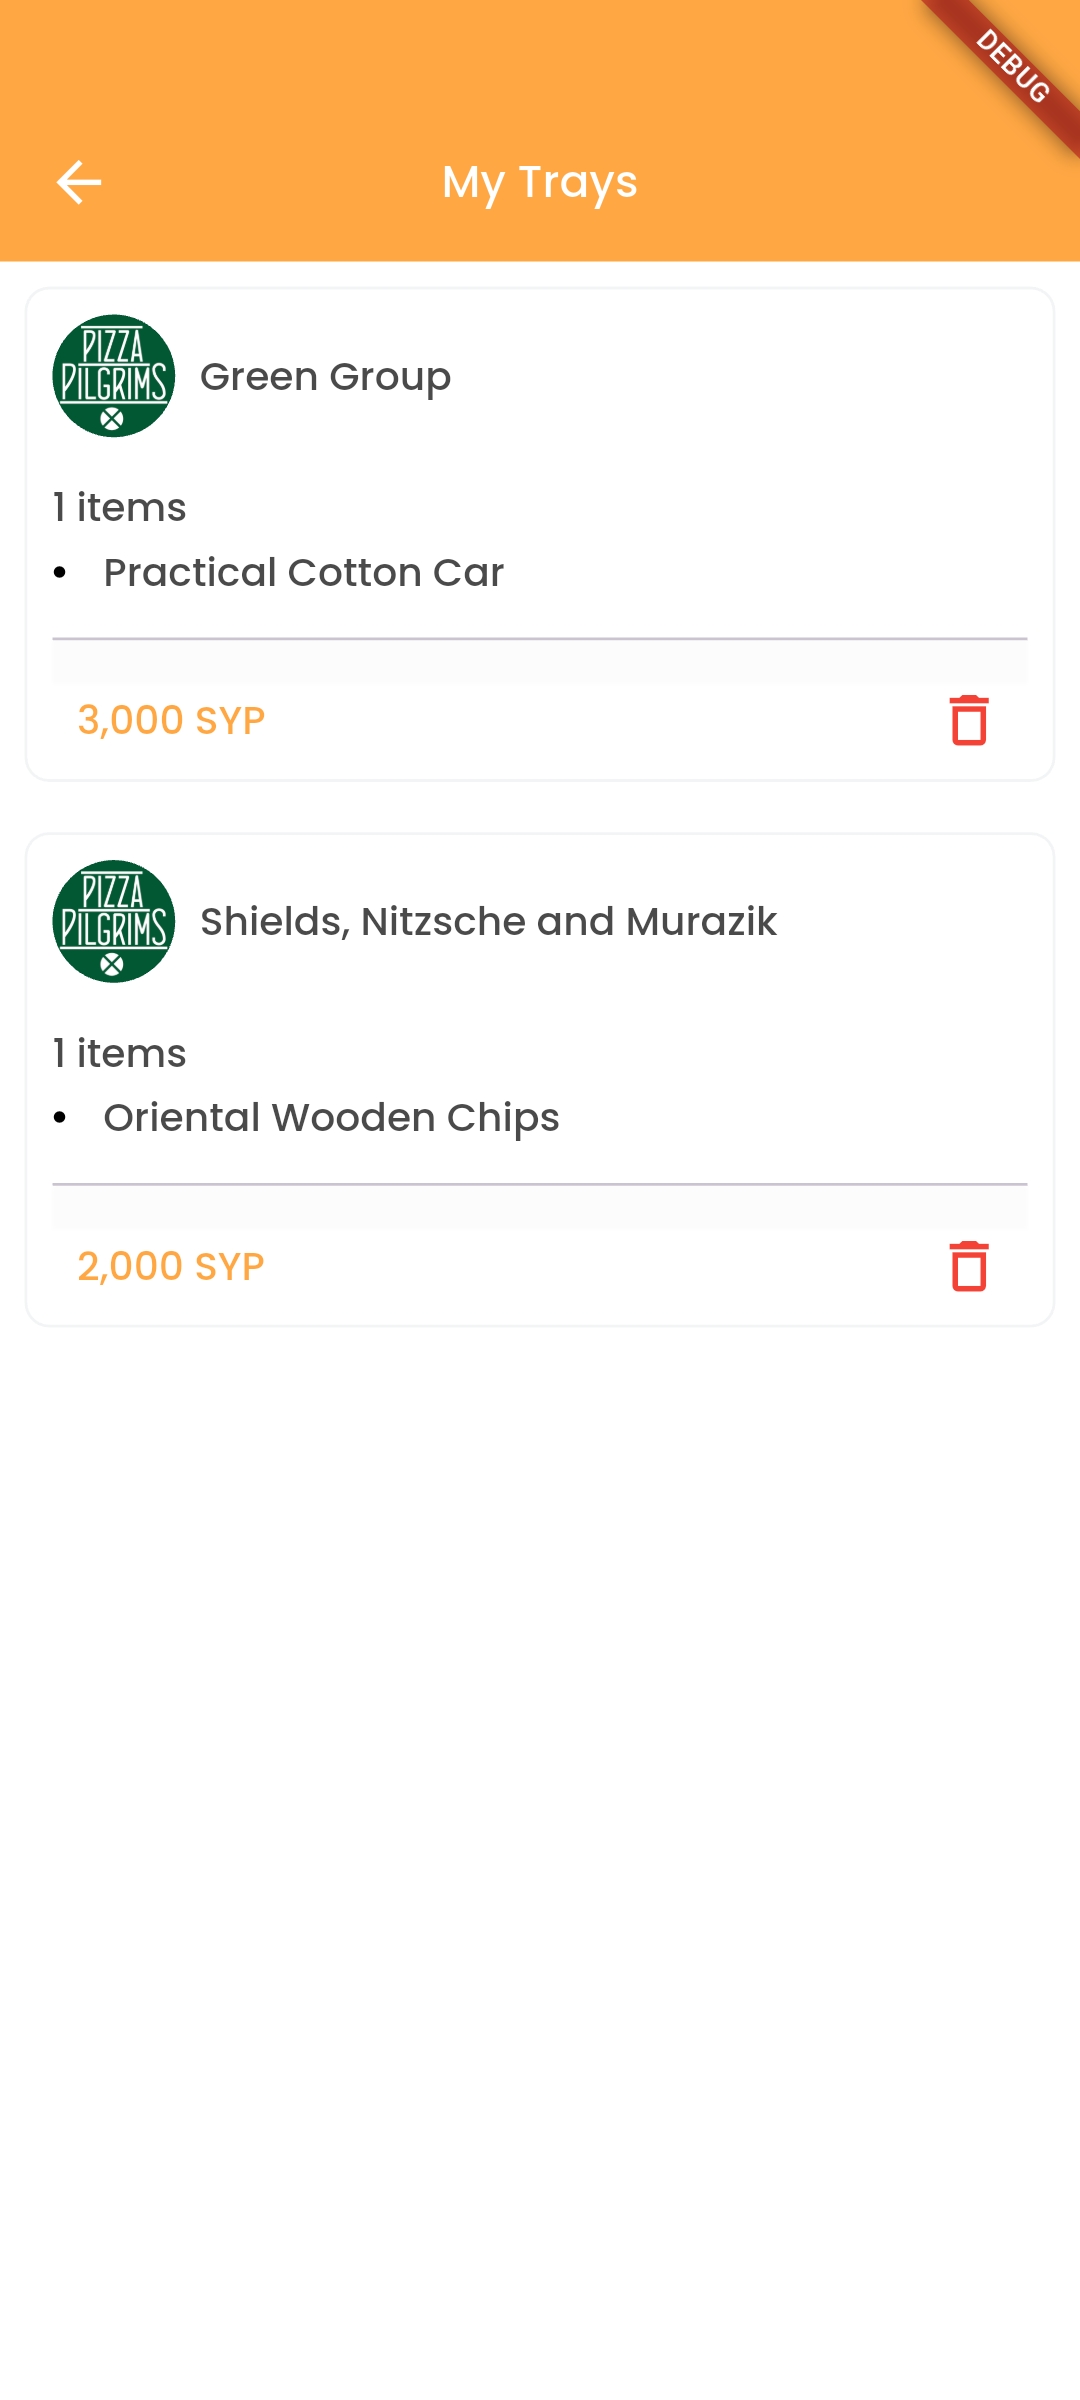 DEBUG
My Trays
PIZZA
PILGRIMS
Green Group
1 items
• Practical Cotton Car
3,000 SYP
PIZZA
PILGRIMS
Shields, Nitzsche and Murazik
1 items
• Oriental Wooden Chips
2,000 SYP